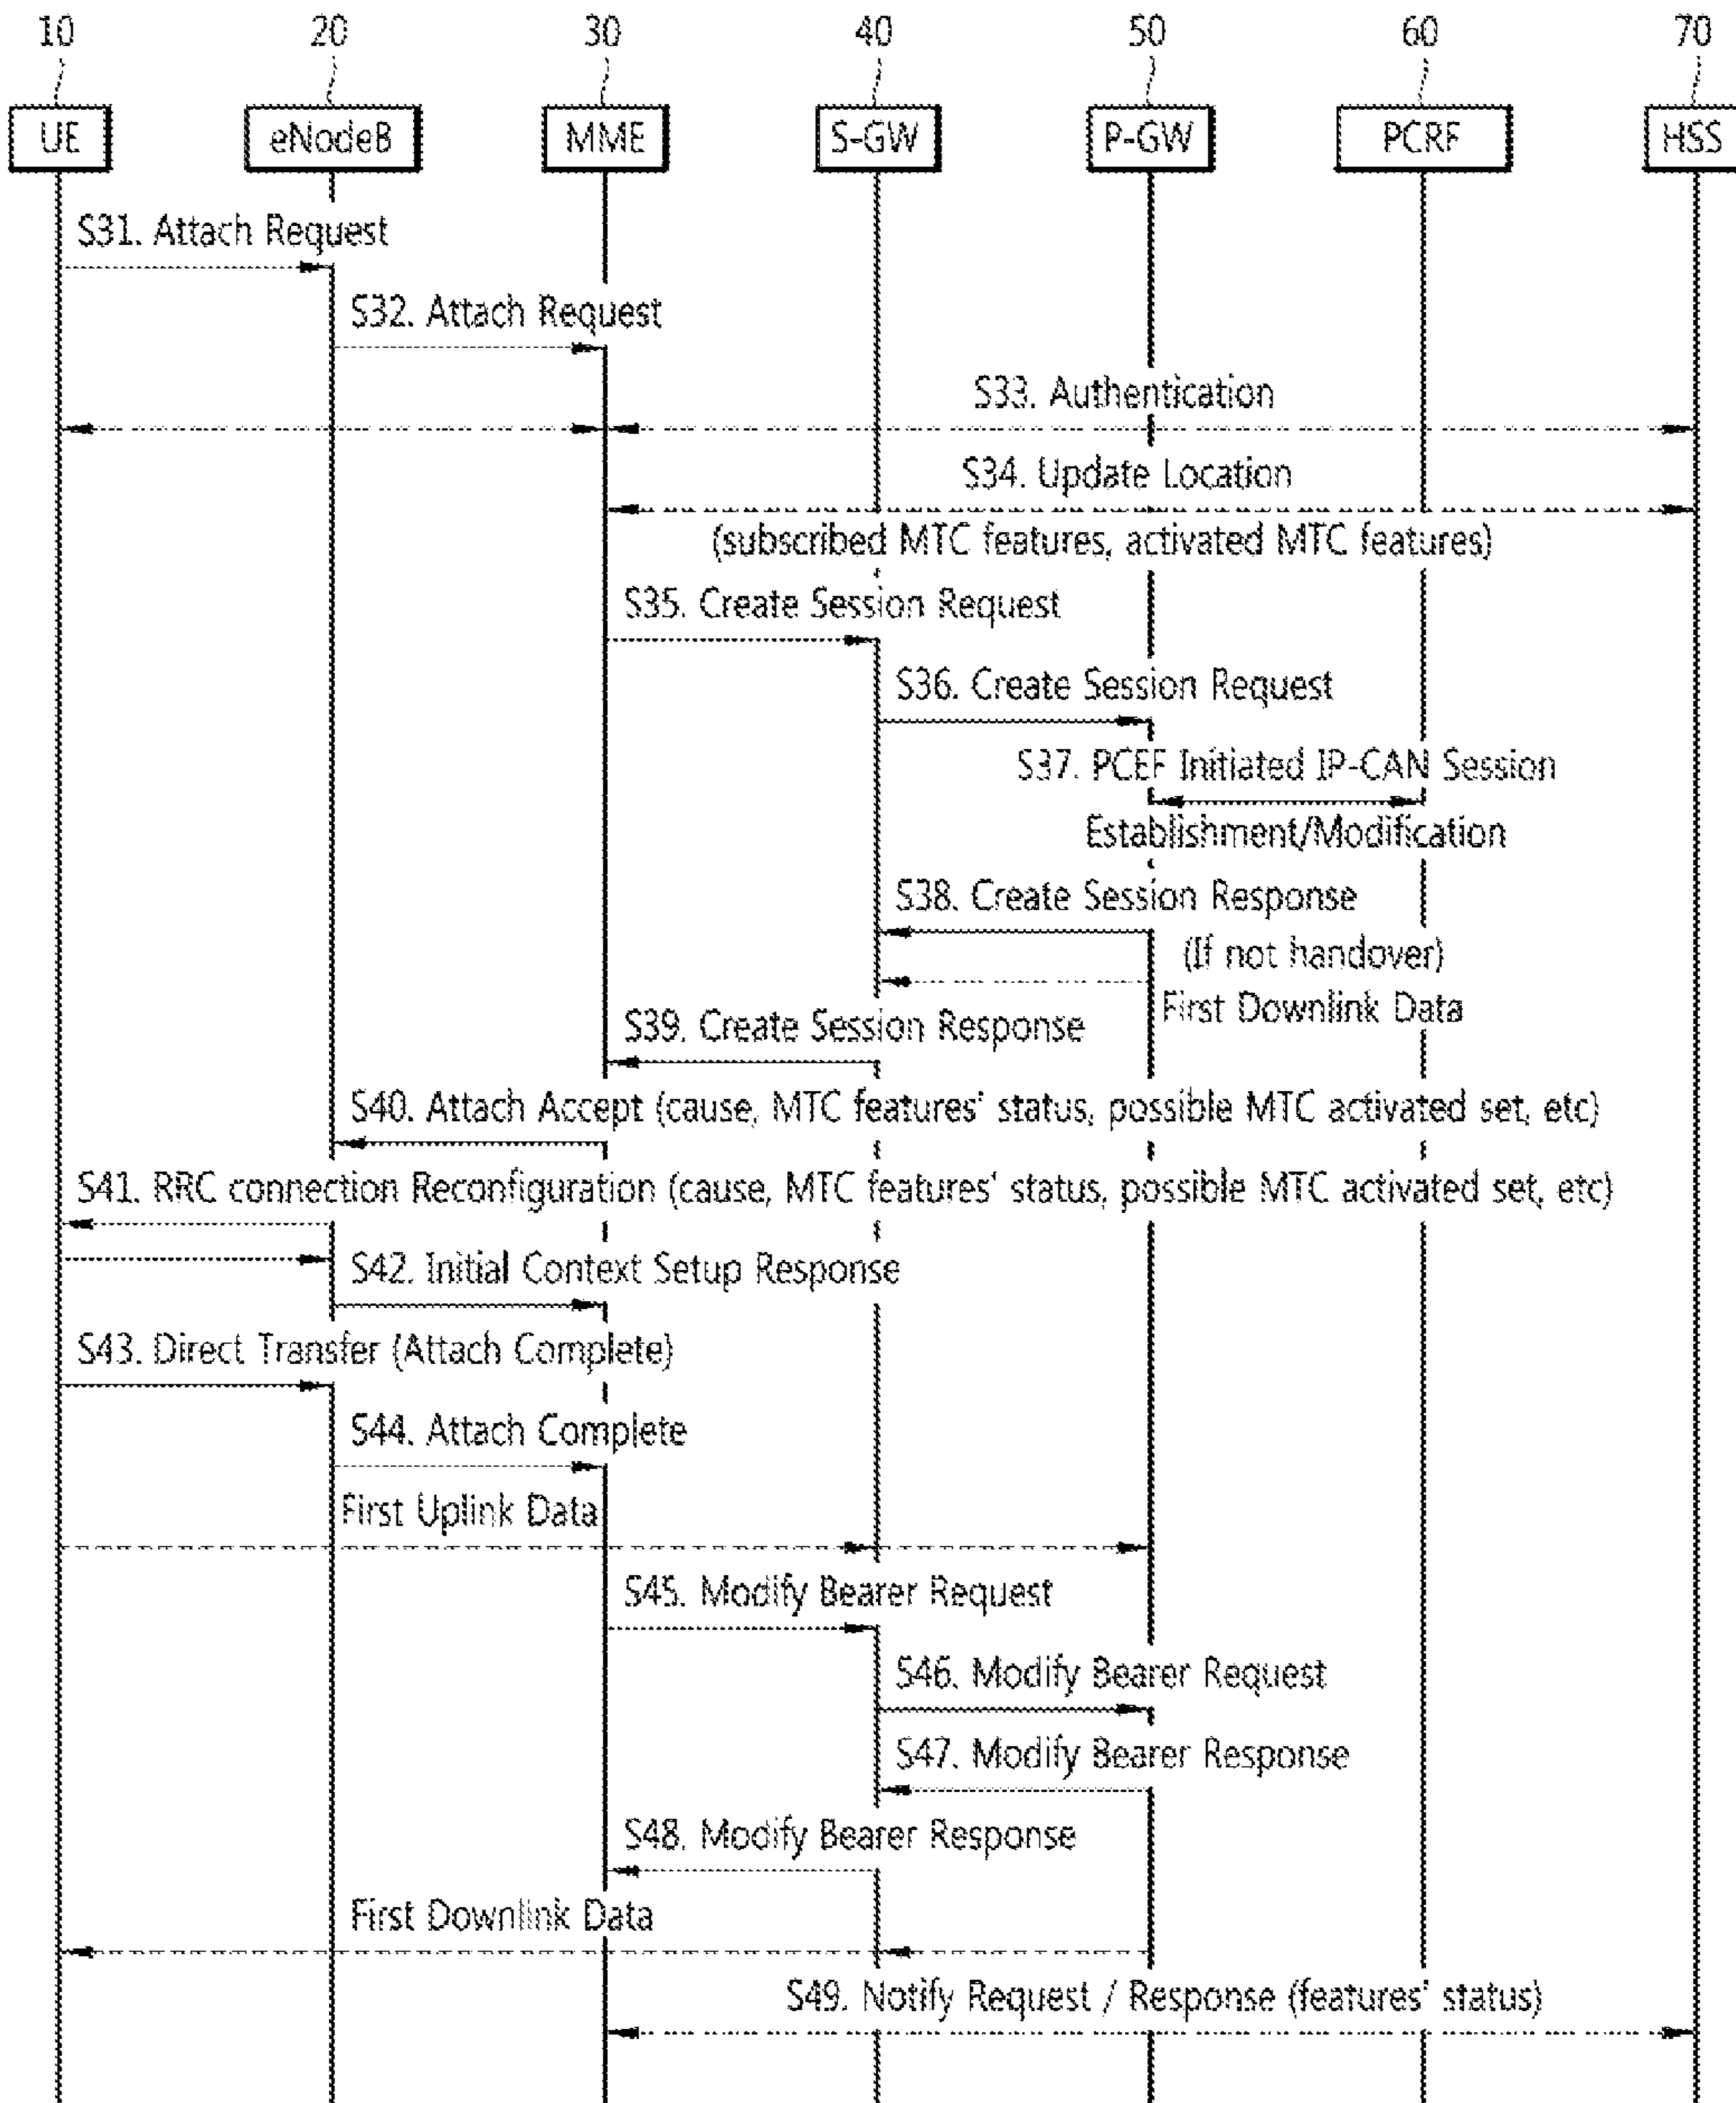 10 20 30 40 50 60 70
UE eNodeB MME S-GW P-GW PCRF HSS
S31. Attach Request
S32. Attach Request
S33. Authentication
S34. Update Location
(subscribed MTC features, activated MTC features)
S35. Create Session Request
S36. Create Session Request
S37. PCEF Initiated IP-CAN Session
Establishment/Modification
S38. Create Session Response
(If not handover)
First Downlink Data
S39. Create Session Response
S40. Attach Accept (cause, MTC features' status, possible MTC activated set, etc)
S41. RRC connection Reconfiguration (cause, MTC features' status, possible MTC activated set, etc)
S42. Initial Context Setup Response
S43. Direct Transfer (Attach Complete)
S44. Attach Complete
First Uplink Data
S45. Modify Bearer Request
S46. Modify Bearer Request
S47. Modify Bearer Response
S48. Modify Bearer Response
First Downlink Data
S49. Notify Request / Response (features' status)